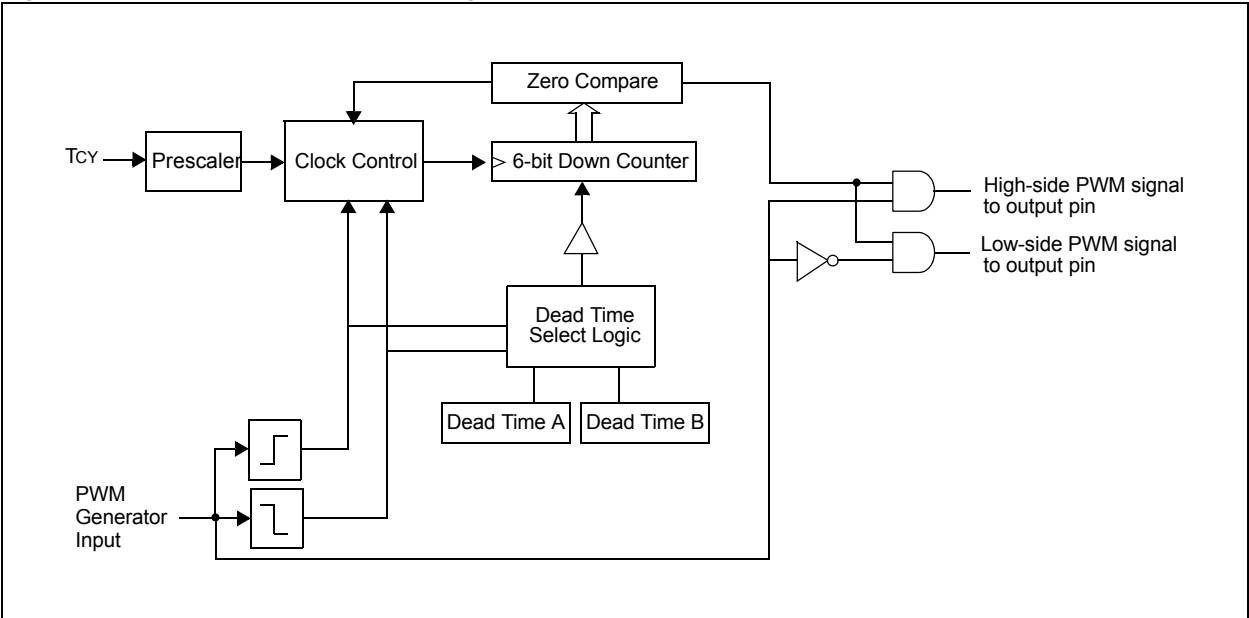 Zero Compare
TCY
Prescaler
Clock Control
> 6-bit Down Counter
High-side PWM signal
to output pin
Low-side PWM signal
to output pin
Dead Time
Select Logic
Dead Time A
Dead Time B
PWM
Generator
Input